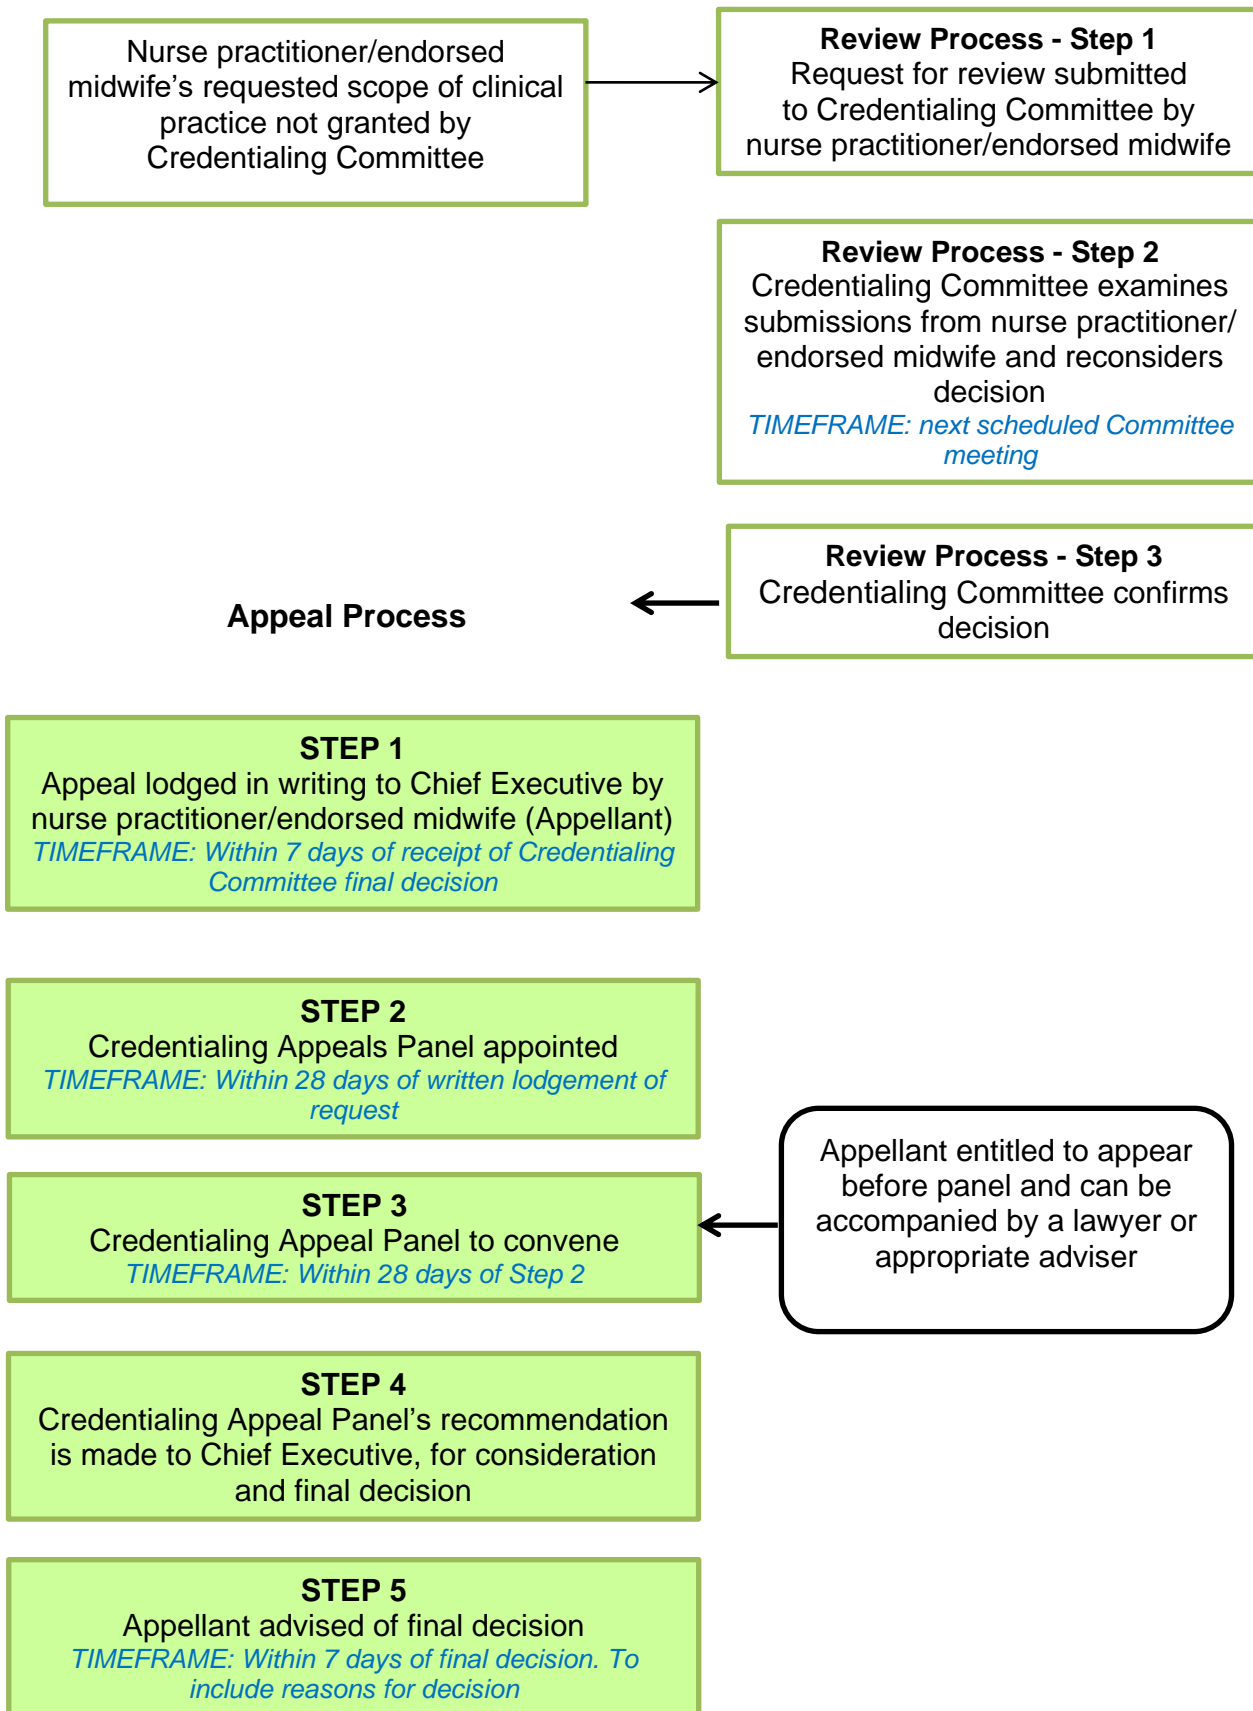 Nurse practitioner/endorsed
midwife’s requested scope of clinical
practice not granted by
Credentialing Committee
Review Process - Step 1
Request for review submitted
to Credentialing Committee by
nurse practitioner/endorsed midwife
Review Process - Step 2
Credentialing Committee examines
submissions from nurse practitioner/
endorsed midwife and reconsiders
decision
TIMEFRAME: next scheduled Committee
meeting
Review Process - Step 3
Credentialing Committee confirms
decision
Appeal Process
STEP 1
Appeal lodged in writing to Chief Executive by
nurse practitioner/endorsed midwife (Appellant)
TIMEFRAME: Within 7 days of receipt of Credentialing
Committee final decision
STEP 2
Credentialing Appeals Panel appointed
TIMEFRAME: Within 28 days of written lodgement of
request
STEP 3
Credentialing Appeal Panel to convene
TIMEFRAME: Within 28 days of Step 2
Appellant entitled to appear
before panel and can be
accompanied by a lawyer or
appropriate adviser
STEP 4
Credentialing Appeal Panel’s recommendation
is made to Chief Executive, for consideration
and final decision
STEP 5
Appellant advised of final decision
TIMEFRAME: Within 7 days of final decision. To
include reasons for decision